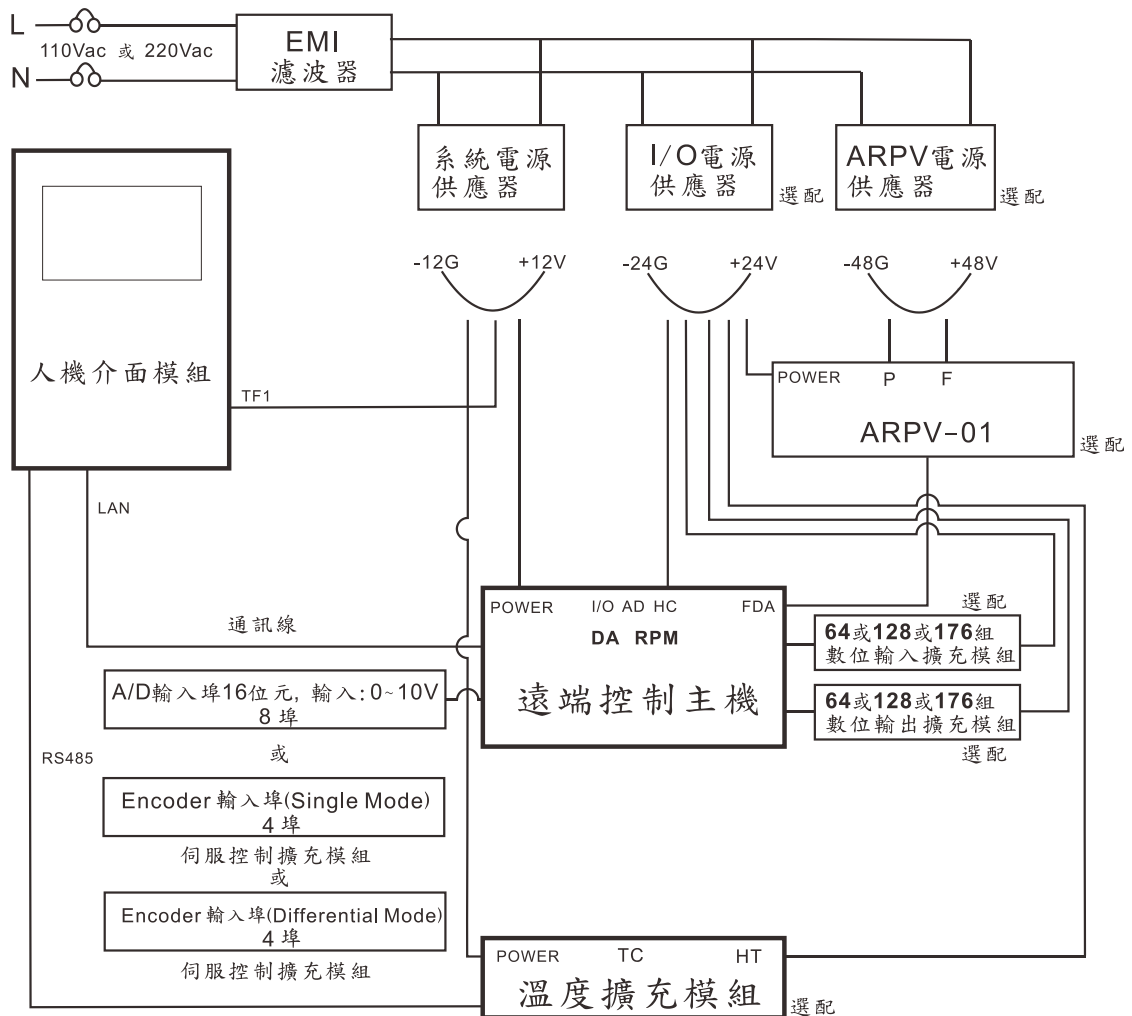 L
110Vac 或 220Vac
N
EMI
濾波器
系統電源
供應器
I/O電源
供應器
選配
ARPV電源
供應器
選配
-12G
+12V
-24G
+24V
-48G
+48V
人機介面模組
TF1
LAN
POWER
P
F
ARPV-01
選配
通訊線
POWER
I/O AD HC
FDA
DA RPM
遠端控制主機
選配
64或128或176組
數位輸入擴充模組
64或128或176組
數位輸出擴充模組
選配
A/D輸入埠16位元, 輸入:0~10V
8 埠
或
RS485
Encoder 輸入埠(Single Mode)
4 埠
伺服控制擴充模組
或
Encoder 輸入埠(Differential Mode)
4 埠
伺服控制擴充模組
POWER
TC
HT
溫度擴充模組
選配